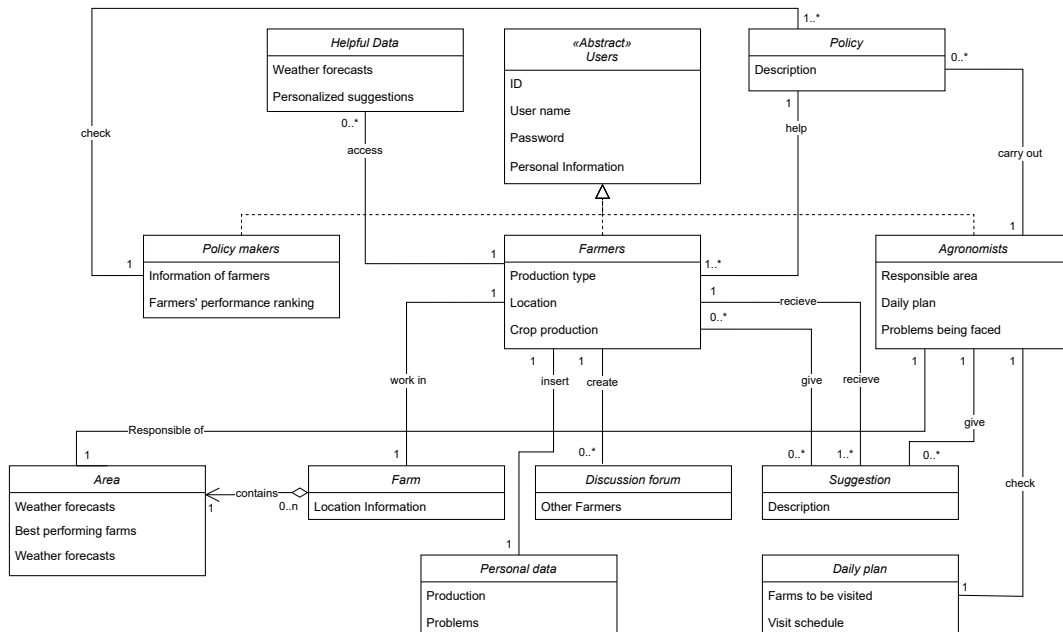 1..*
Helpful Data
Weather forecasts
Personalized suggestions
0..*
«Abstract»
Users
ID
User name
Password
Personal Information
Policy
Description
0..*
1
check
access
help
carry out
1
Policy makers
Information of farmers
Farmers' performance ranking
1
1
1
Farmers
Production type
Location
Crop production
1..*
1
0..*
recieve
Agronomists
Responsible area
Daily plan
Problems being faced
1
1
1
1
1
work in
insert
create
give
recieve
give
Responsible of
1
1
0..*
0..*
1..*
0..*
check
Area
Weather forecasts
Best performing farms
Weather forecasts
contains
1
0..n
Farm
Location Information
Discussion forum
Other Farmers
Suggestion
Description
1
Personal data
Production
Problems
Daily plan
Farms to be visited
Visit schedule
1